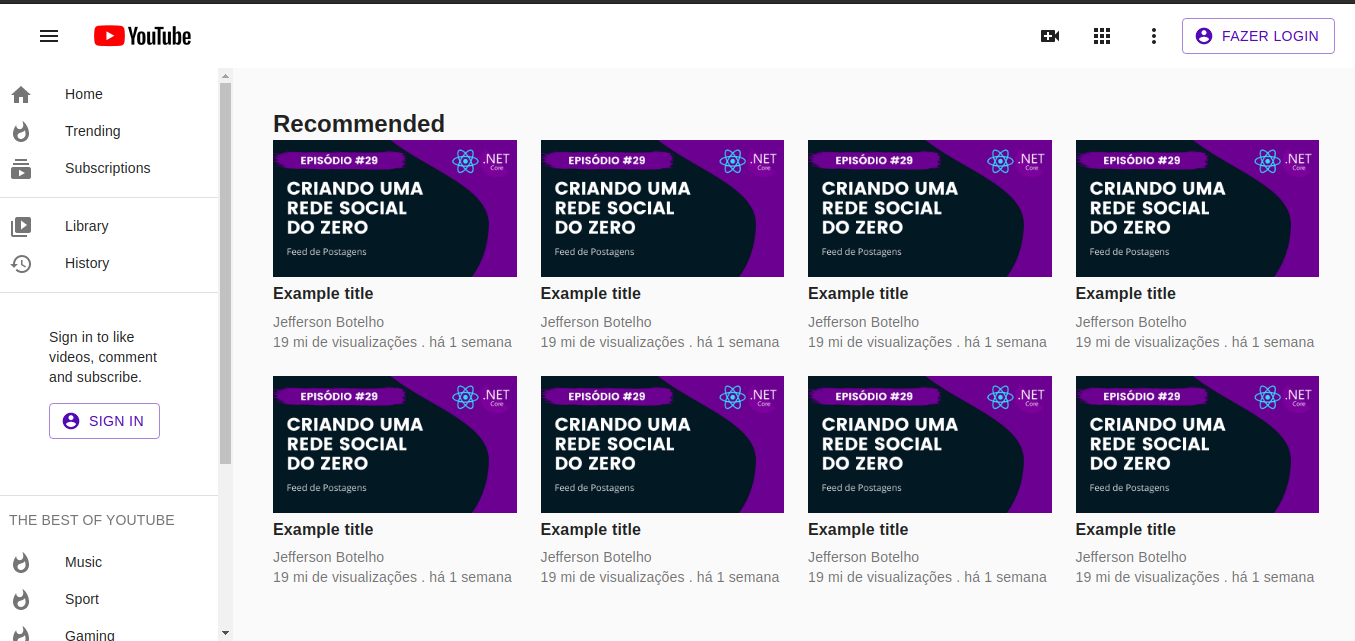 YouTube
FAZER LOGIN
Home
Trending
Subscriptions
Library
History
Sign in to like
videos, comment
and subscribe.
SIGN IN
THE BEST OF YOUTUBE
Music
Sport
Gaming
Recommended
EPISÓDIO #29
.NET
Core
CRIANDO UMA
REDE SOCIAL
DO ZERO
Feed de Postagens
Example title
Jefferson Botelho
19 mi de visualizações . há 1 semana
EPISÓDIO #29
.NET
Core
CRIANDO UMA
REDE SOCIAL
DO ZERO
Feed de Postagens
Example title
Jefferson Botelho
19 mi de visualizações . há 1 semana
EPISÓDIO #29
.NET
Core
CRIANDO UMA
REDE SOCIAL
DO ZERO
Feed de Postagens
Example title
Jefferson Botelho
19 mi de visualizações . há 1 semana
EPISÓDIO #29
.NET
Core
CRIANDO UMA
REDE SOCIAL
DO ZERO
Feed de Postagens
Example title
Jefferson Botelho
19 mi de visualizações . há 1 semana
EPISÓDIO #29
.NET
Core
CRIANDO UMA
REDE SOCIAL
DO ZERO
Feed de Postagens
Example title
Jefferson Botelho
19 mi de visualizações . há 1 semana
EPISÓDIO #29
.NET
Core
CRIANDO UMA
REDE SOCIAL
DO ZERO
Feed de Postagens
Example title
Jefferson Botelho
19 mi de visualizações . há 1 semana
EPISÓDIO #29
.NET
Core
CRIANDO UMA
REDE SOCIAL
DO ZERO
Feed de Postagens
Example title
Jefferson Botelho
19 mi de visualizações . há 1 semana
EPISÓDIO #29
.NET
Core
CRIANDO UMA
REDE SOCIAL
DO ZERO
Feed de Postagens
Example title
Jefferson Botelho
19 mi de visualizações . há 1 semana